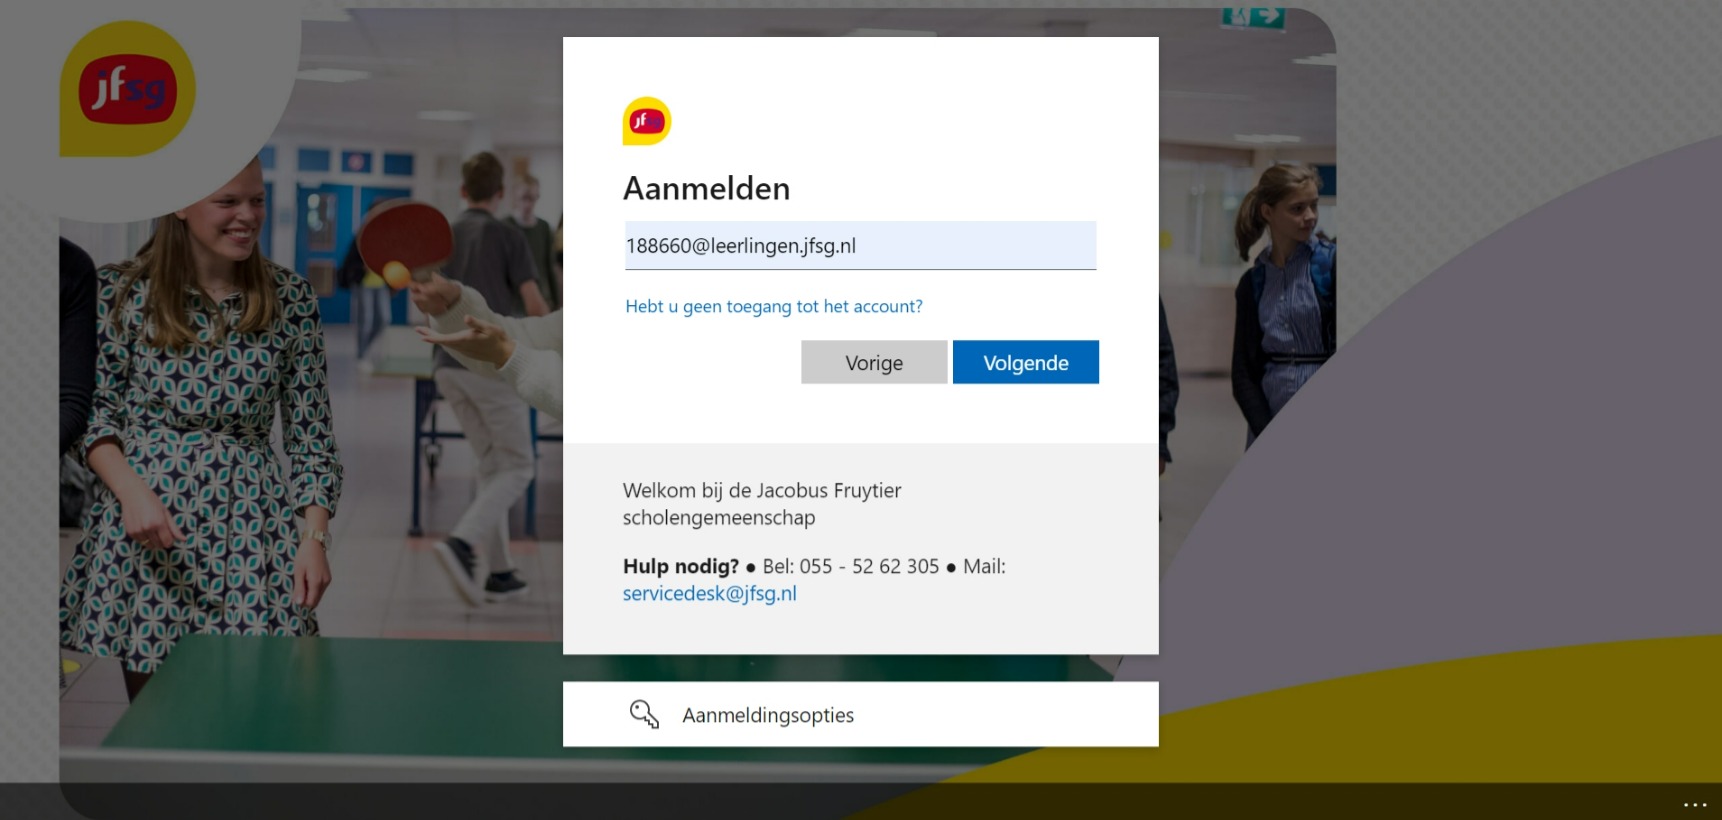 jfsg
jfsg
Aanmelden
188660@leerlingen.jfsg.nl
Hebt u geen toegang tot het account?
Vorige
Volgende
Welkom bij de Jacobus Fruytier
scholengemeenschap
Hulp nodig? ● Bel: 055 - 52 62 305 ● Mail:
servicedesk@jfsg.nl
Aanmeldingsopties